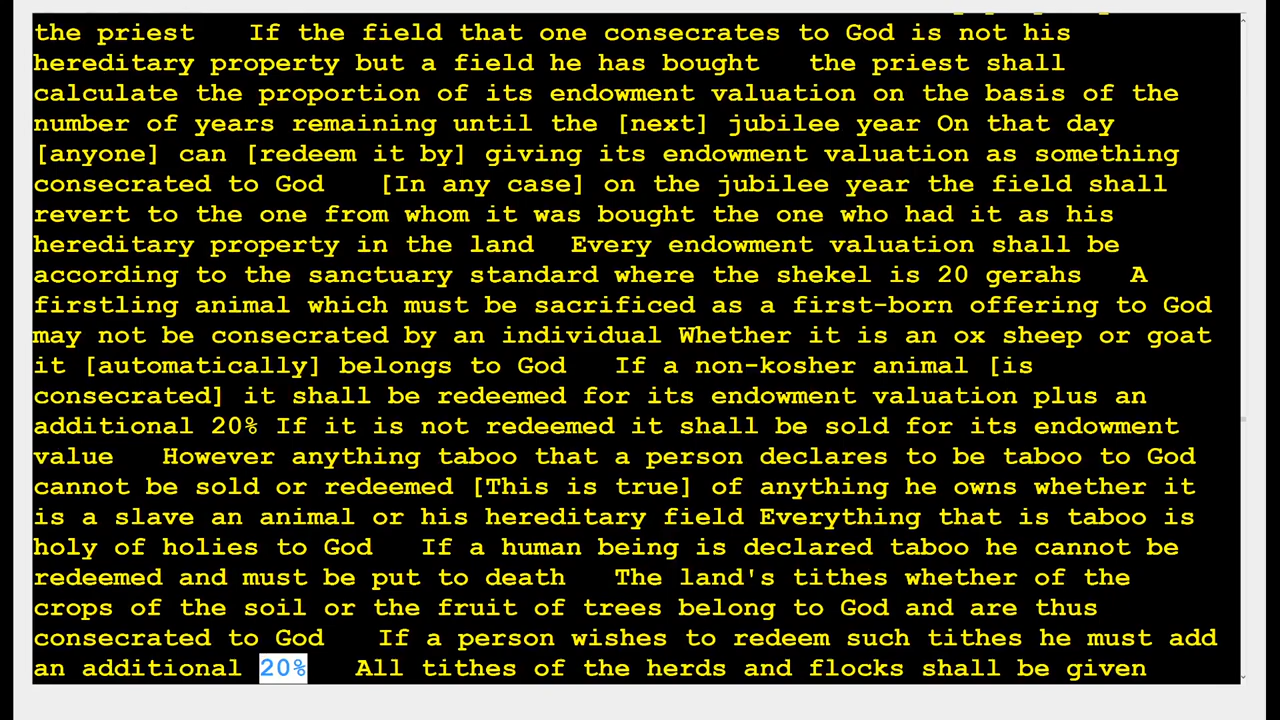 the priest If the field that one consecrates to God is not his
hereditary property but a field he has bought the priest shall
calculate the proportion of its endowment valuation on the basis of the
number of years remaining until the [next] jubilee year On that day
[anyone] can [redeem it by] giving its endowment valuation as something
consecrated to God [In any case] on the jubilee year the field shall
revert to the one from whom it was bought the one who had it as his
hereditary property in the land Every endowment valuation shall be
according to the sanctuary standard where the shekel is 20 gerahs A
firstling animal which must be sacrificed as a first-born offering to God
may not be consecrated by an individual Whether it is an ox sheep or goat
it [automatically] belongs to God If a non-kosher animal [is
consecrated] it shall be redeemed for its endowment valuation plus an
additional 20% If it is not redeemed it shall be sold for its endowment
value However anything taboo that a person declares to be taboo to God
cannot be sold or redeemed [This is true] of anything he owns whether it
is a slave an animal or his hereditary field Everything that is taboo is
holy of holies to God If a human being is declared taboo he cannot be
redeemed and must be put to death The land's tithes whether of the
crops of the soil or the fruit of trees belong to God and are thus
consecrated to God If a person wishes to redeem such tithes he must add
an additional 20% All tithes of the herds and flocks shall be given